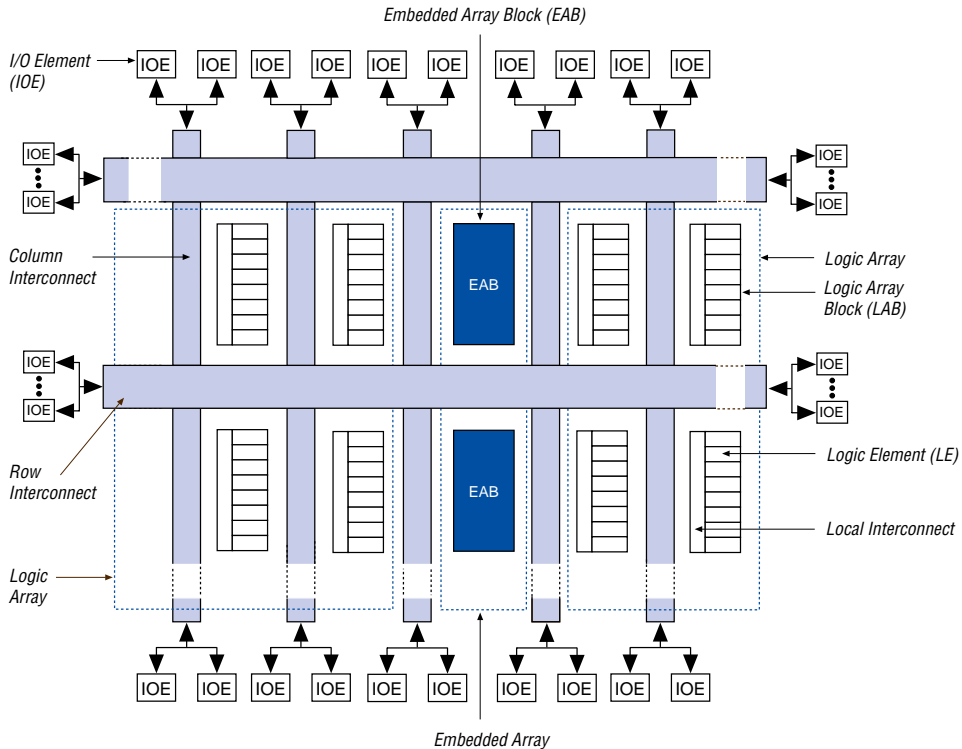 Embedded Array Block (EAB)
I/O Element
(IOE)
IOE IOE IOE IOE IOE IOE IOE IOE IOE IOE
IOE
IOE
IOE
IOE
Column
Interconnect
EAB
Logic Array
Logic Array
Block (LAB)
IOE
IOE
IOE
IOE
Row
Interconnect
EAB
Logic Element (LE)
Local Interconnect
Logic
Array
IOE IOE IOE IOE IOE IOE IOE IOE IOE IOE
Embedded Array